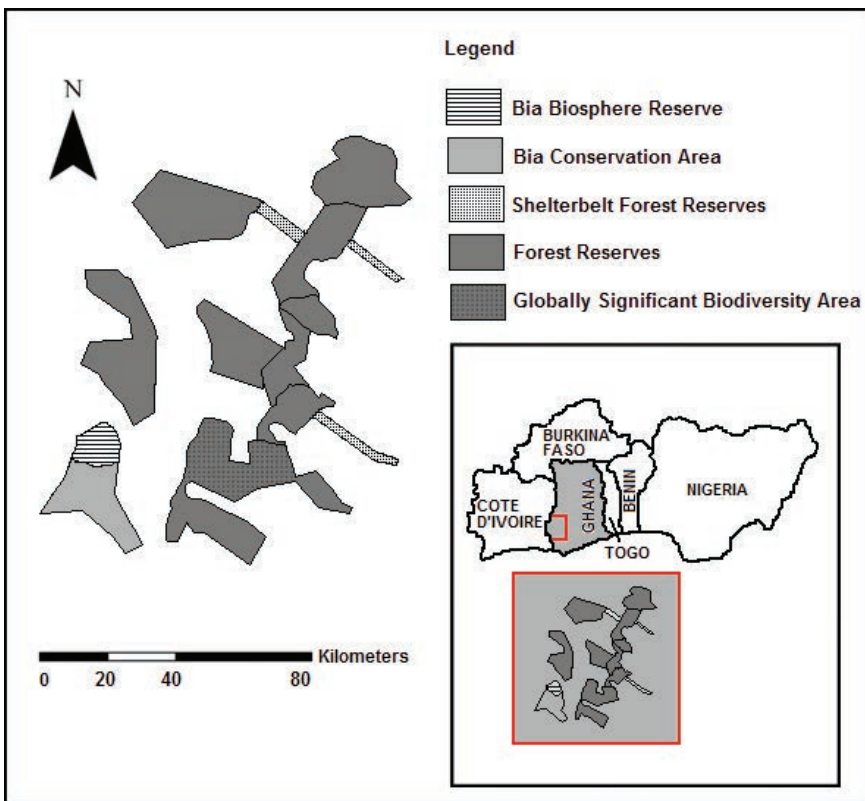 Legend
N
Bia Biosphere Reserve
Bia Conservation Area
Shelterbelt Forest Reserves
Forest Reserves
Globally Significant Biodiversity Area
BURKINA
FASO
COTE
D'IVOIRE
GHANA
BENIN
NIGERIA
TOGO
Kilometers
0 20 40 80